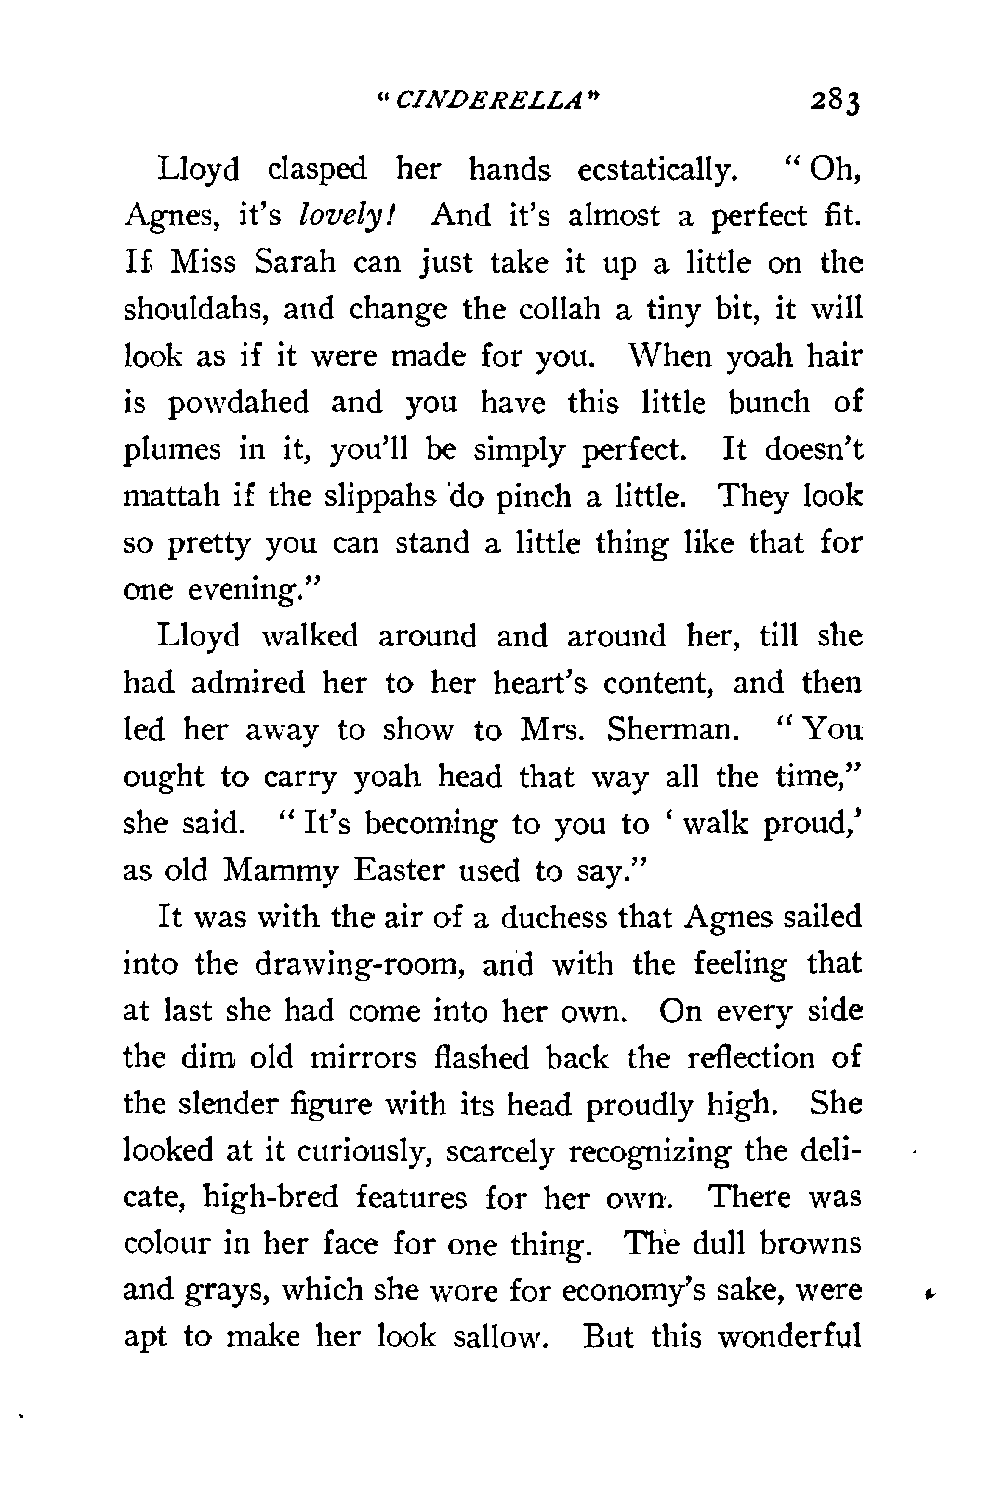 "CINDERELLA" 283
Lloyd clasped her hands ecstatically. "Oh,
Agnes, it's lovely! And it's almost a perfect fit.
If Miss Sarah can just take it up a little on the
shouldahs, and change the collah a tiny bit, it will
look as if it were made for you. When yoah hair
is powdahed and you have this little bunch of
plumes in it, you'll be simply perfect. It doesn't
mattah if the slippahs do pinch a little. They look
so pretty you can stand a little thing like that for
one evening."
Lloyd walked around and around her, till she
had admired her to her heart's content, and then
led her away to show to Mrs. Sherman. "You
ought to carry yoah head that way all the time,"
she said. "It's becoming to you to 'walk proud,'
as old Mammy Easter used to say."
It was with the air of a duchess that Agnes sailed
into the drawing-room, and with the feeling that
at last she had come into her own. On every side
the dim old mirrors flashed back the reflection of
the slender figure with its head proudly high. She
looked at it curiously, scarcely recognizing the deli-
cate, high-bred features for her own. There was
colour in her face for one thing. The dull browns
and grays, which she wore for economy's sake, were
apt to make her look sallow. But this wonderful